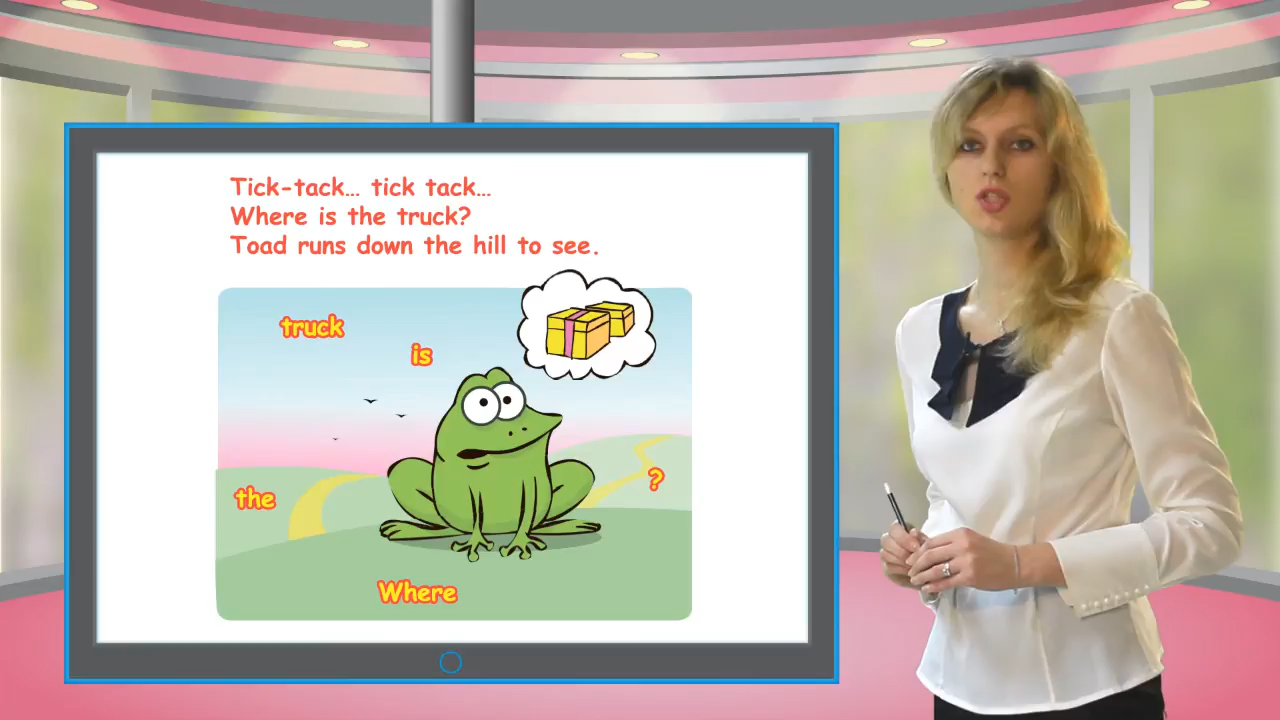 Tick-tack... tick tack...
Where is the truck?
Toad runs down the hill to see.
truck
is
the
?
Where